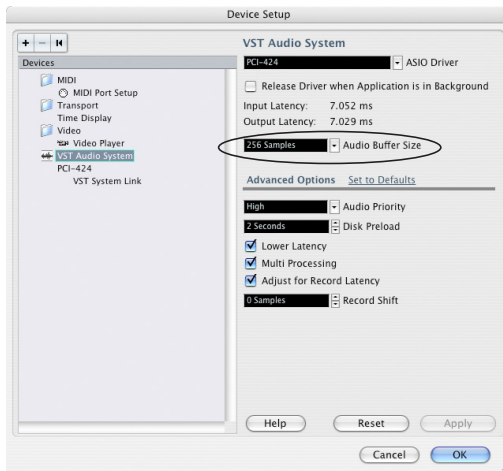 Device Setup
VST Audio System
Devices
PCI-424
ASIO Driver
MIDI
MIDI Port Setup
Transport
Time Display
Video
Video Player
VST Audio System
PCI-424
VST System Link
Release Driver when Application is in Background
Input Latency: 7.052 ms
Output Latency: 7.029 ms
256 Samples
Audio Buffer Size
Advanced Options Set to Defaults
High
Audio Priority
2 Seconds
Disk Preload
Lower Latency
Multi Processing
Adjust for Record Latency
0 Samples
Record Shift
Help
Reset
Apply
Cancel
OK